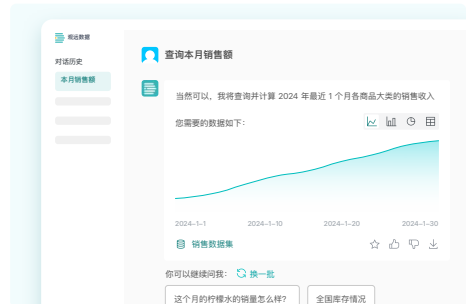 观远数据
对话历史
本月销售额
查询本月销售额
当然可以，我将查询并计算 2024 年最近 1 个月各商品大类的销售收入
您需要的数据如下：
2024-1-1
2024-1-10
2024-1-20
2024-1-30
销售数据集
你可以继续问我：
换一批
这个月的柠檬水的销量怎么样?
全国库存情况